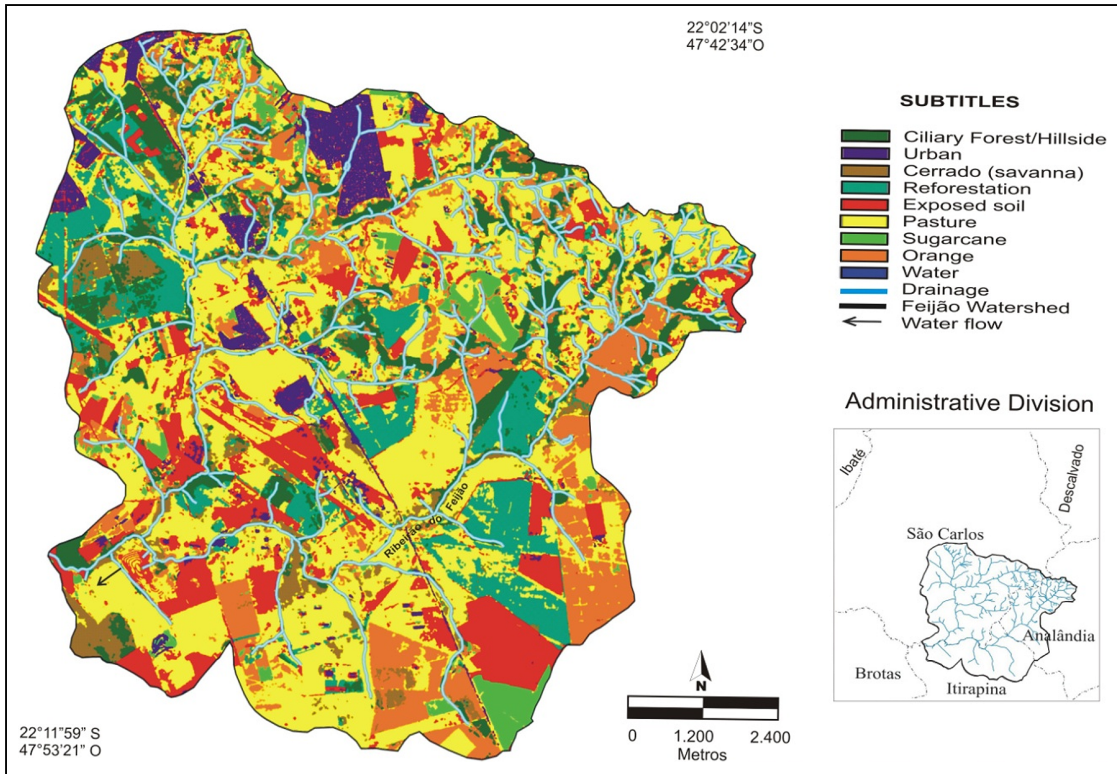 22°02'14"S
47°42'34"O
SUBTITLES
Ciliary Forest/Hillside
Urban
Cerrado (savanna)
Reforestation
Exposed soil
Pasture
Sugarcane
Orange
Water
Drainage
Feijão Watershed
Water flow
Ribeirão do Feijão
Administrative Division
Ibaté
Descalvado
São Carlos
Analândia
Brotas
Itirapina
N
0 1.200 2.400
Metros
22°11"59" S
47°53'21" O